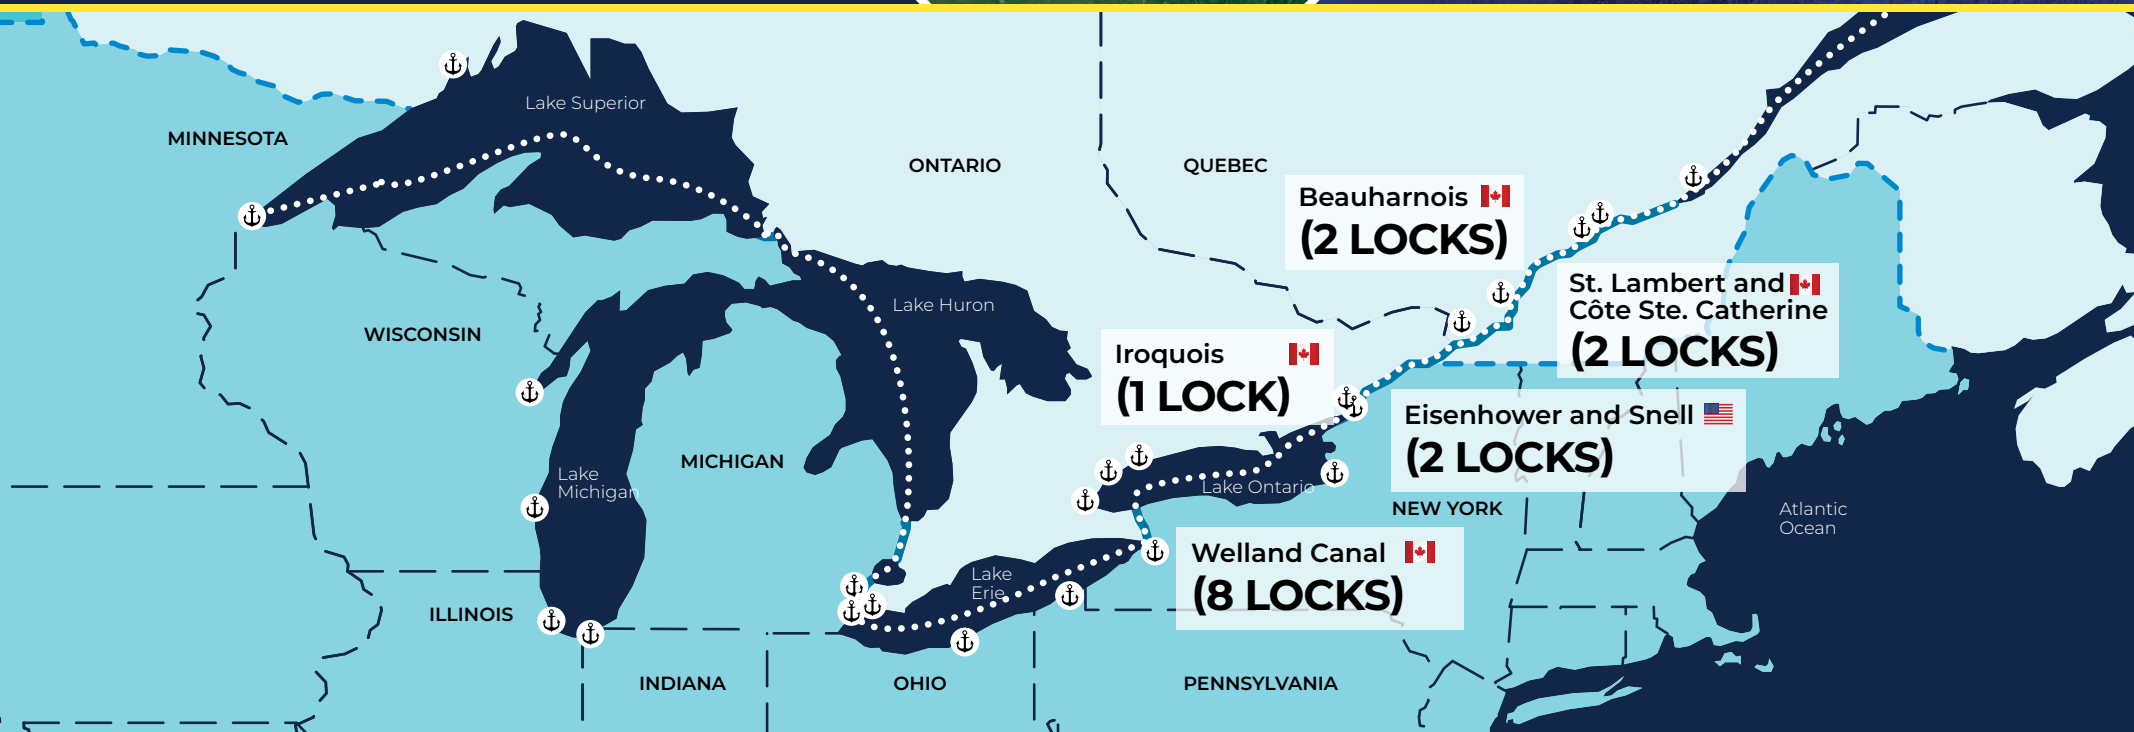 Lake Superior
MINNESOTA
ONTARIO
QUEBEC
Beauharnois
(2 LOCKS)
St. Lambert and
Côte Ste. Catherine
(2 LOCKS)
Lake Huron
WISCONSIN
Iroquois
(1 LOCK)
Eisenhower and Snell
(2 LOCKS)
MICHIGAN
Lake
Michigan
Lake Ontario
NEW YORK
Atlantic
Ocean
Welland Canal
(8 LOCKS)
Lake
Erie
ILLINOIS
INDIANA
OHIO
PENNSYLVANIA